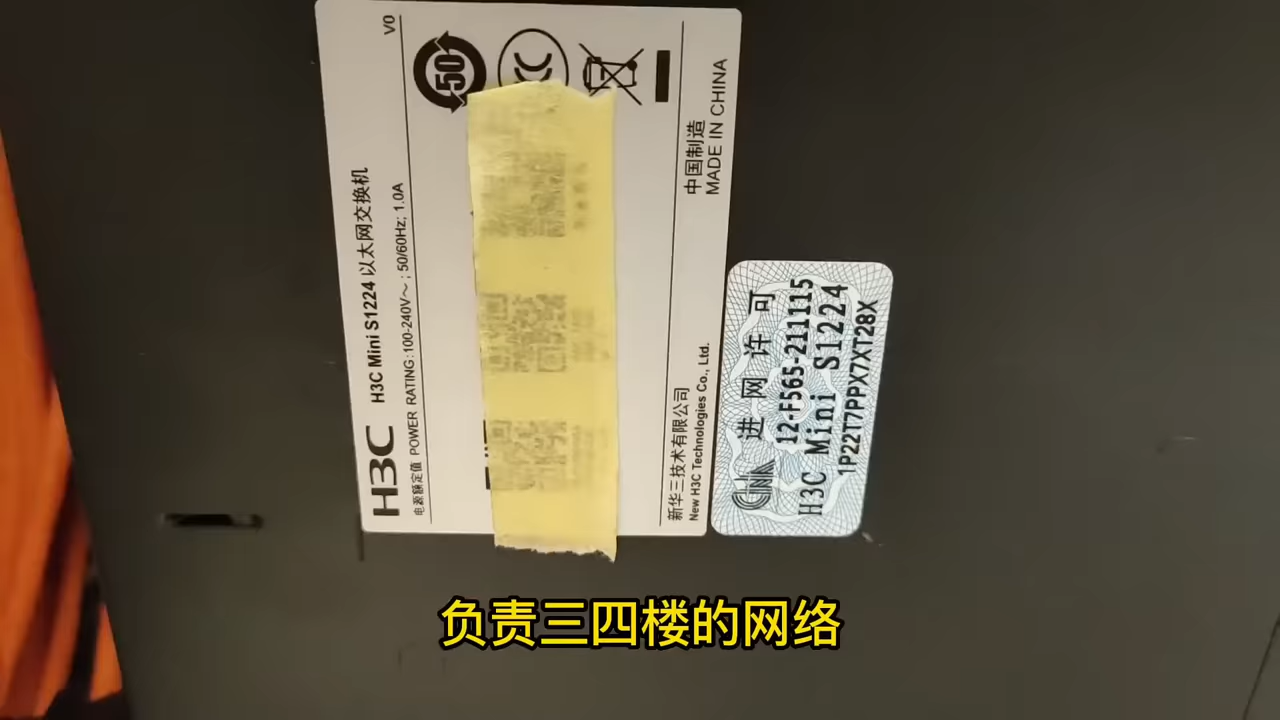 H3C H3C Mini S1224 以太网交换机 V0
电源额定值 POWER RATING: 100-240V～; 50/60Hz; 1.0A
50
新华三技术有限公司 中国制造
New H3C Technologies Co., Ltd. MADE IN CHINA
进网许可
12-F565-211115
H3C Mini S1224
1P22T7PPX7XT28X
负责三四楼的网络